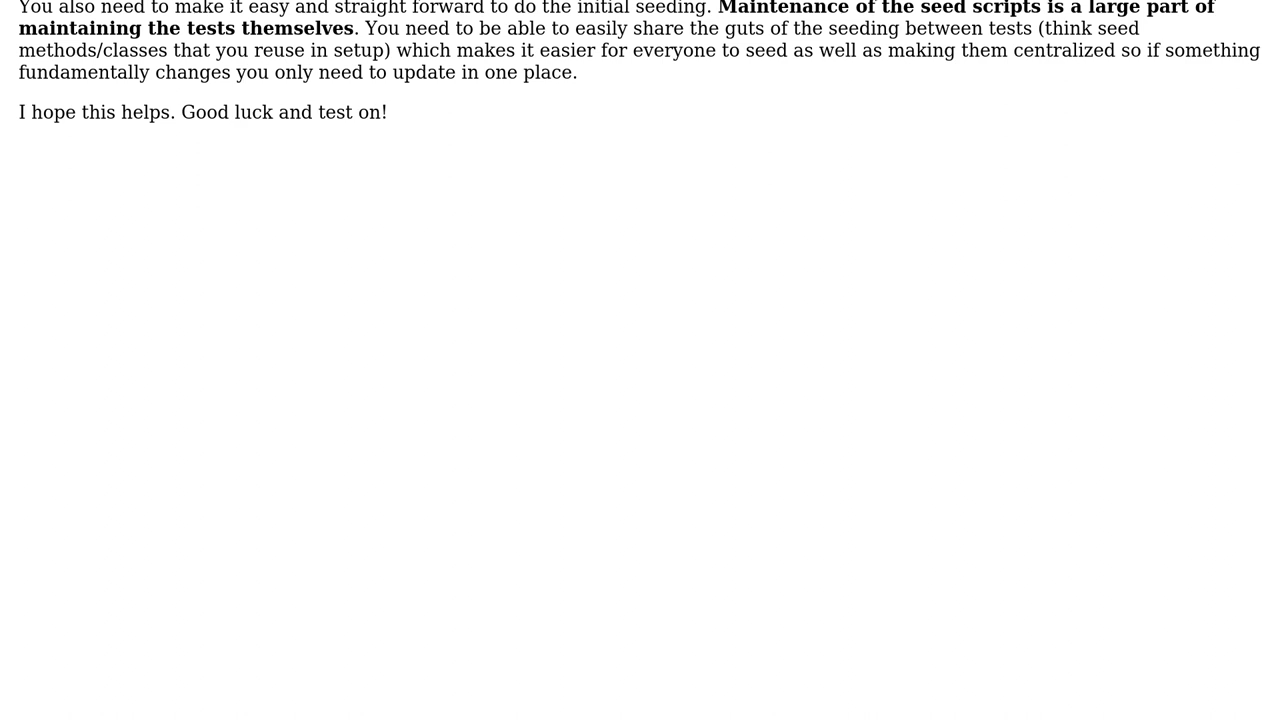 You also need to make it easy and straight forward to do the initial seeding. Maintenance of the seed scripts is a large part of
maintaining the tests themselves. You need to be able to easily share the guts of the seeding between tests (think seed
methods/classes that you reuse in setup) which makes it easier for everyone to seed as well as making them centralized so if something
fundamentally changes you only need to update in one place.
I hope this helps. Good luck and test on!